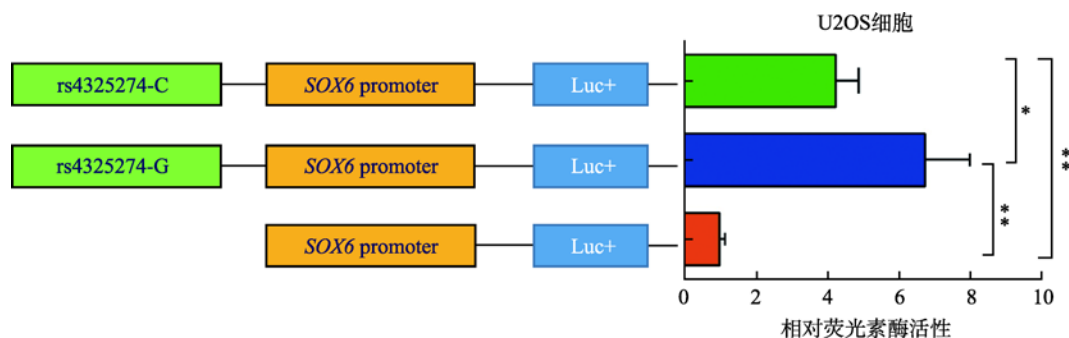 U2OS细胞
rs4325274-C SOX6 promoter Luc+
*
rs4325274-G SOX6 promoter Luc+
**
**
SOX6 promoter Luc+
0 2 4 6 8 10
相对荧光素酶活性